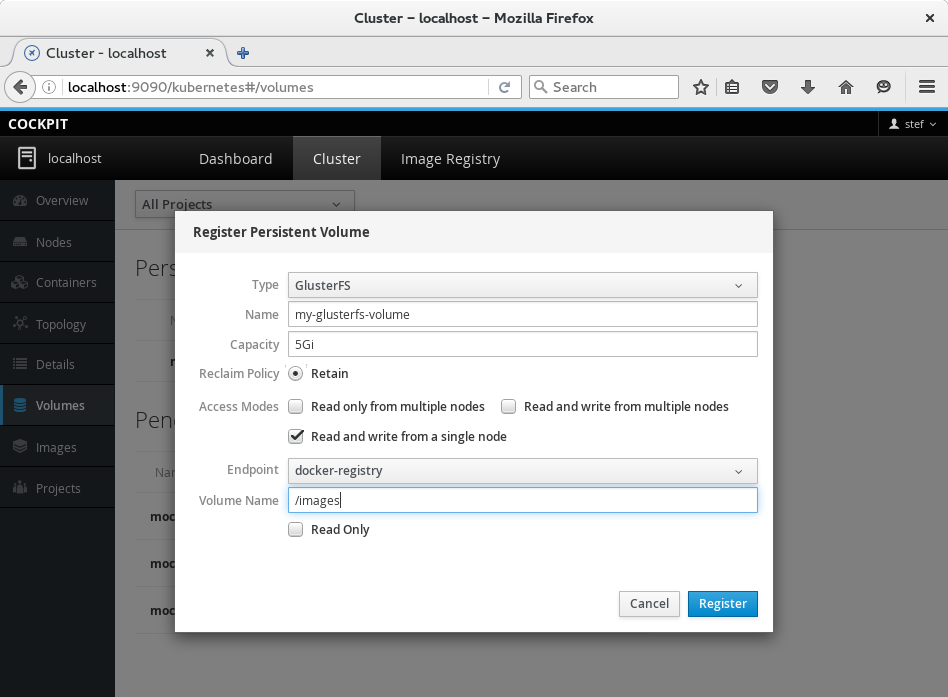 Cluster – localhost – Mozilla Firefox
Cluster - localhost
localhost:9090/kubernetes#/volumes
Search
COCKPIT
stef
localhost
Dashboard
Cluster
Image Registry
Overview
Nodes
Containers
Topology
Details
Volumes
Images
Projects
All Projects
Register Persistent Volume
Type
GlusterFS
Name
my-glusterfs-volume
Capacity
5Gi
Reclaim Policy
Retain
Access Modes
Read only from multiple nodes
Read and write from multiple nodes
Read and write from a single node
Endpoint
docker-registry
Volume Name
/images
Read Only
Cancel
Register